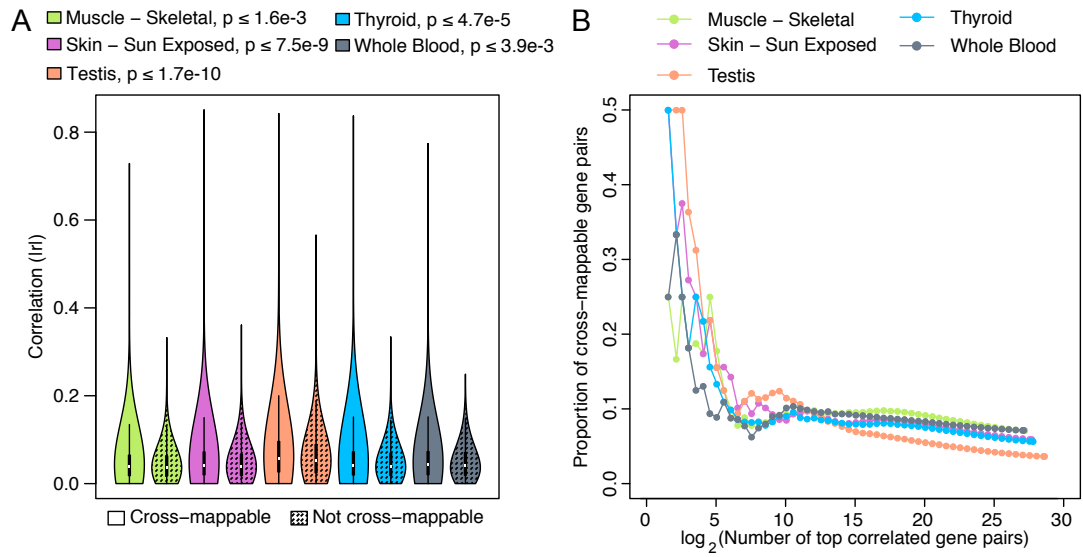 A
Muscle − Skeletal, p ≤ 1.6e-3
Thyroid, p ≤ 4.7e-5
Skin − Sun Exposed, p ≤ 7.5e-9
Whole Blood, p ≤ 3.9e-3
Testis, p ≤ 1.7e-10
Correlation (|r|)
0.8
0.6
0.4
0.2
0.0
Cross−mappable
Not cross−mappable
B
Muscle − Skeletal
Thyroid
Skin − Sun Exposed
Whole Blood
Testis
Proportion of cross−mappable gene pairs
0.5
0.4
0.3
0.2
0.1
0.0
0 5 10 15 20 25 30
log2(Number of top correlated gene pairs)